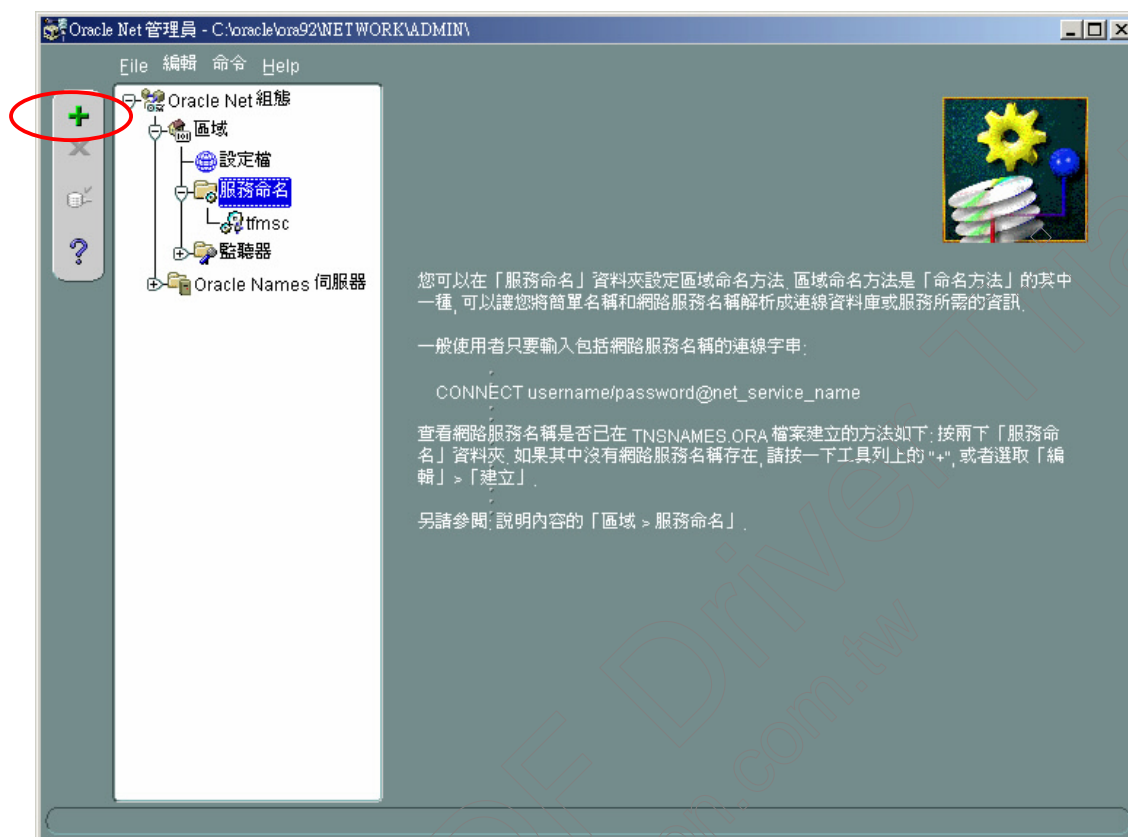 Oracle Net 管理員 - C:\oracle\ora92\NETWORK\ADMIN\
File 編輯 命令 Help
Oracle Net 組態
區域
設定檔
服務命名
tfmsc
監聽器
Oracle Names 伺服器
您可以在「服務命名」資料夾設定區域命名方法. 區域命名方法是「命名方法」的其中
一種, 可以讓您將簡單名稱和網路服務名稱解析成連線資料庫或服務所需的資訊.
一般使用者只要輸入包括網路服務名稱的連線字串:
CONNECT username/password@net_service_name
查看網路服務名稱是否已在 TNSNAMES.ORA 檔案建立的方法如下: 按兩下「服務命
名」資料夾. 如果其中沒有網路服務名稱存在, 請按一下工具列上的 "+", 或者選取「編
輯」>「建立」.
另請參閱: 說明內容的「區域 > 服務命名」.